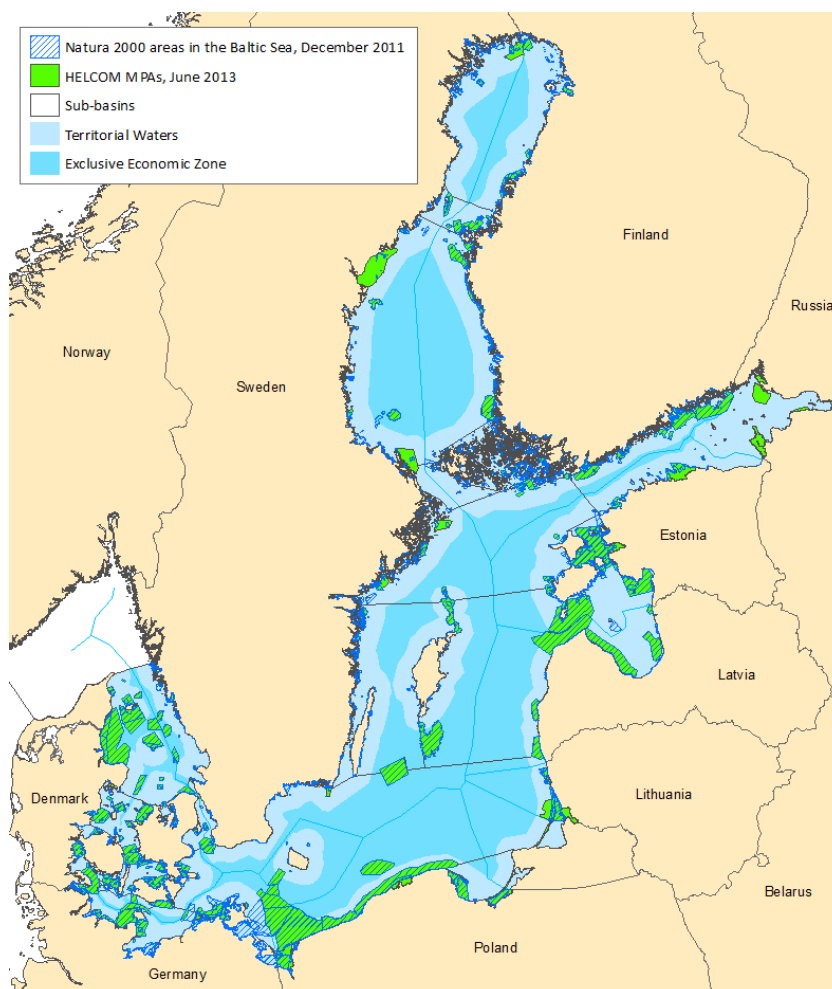 Natura 2000 areas in the Baltic Sea, December 2011
HELCOM MPAs, June 2013
Sub-basins
Territorial Waters
Exclusive Economic Zone
Finland
Russia
Norway
Sweden
Estonia
Latvia
Denmark
Lithuania
Belarus
Poland
Germany